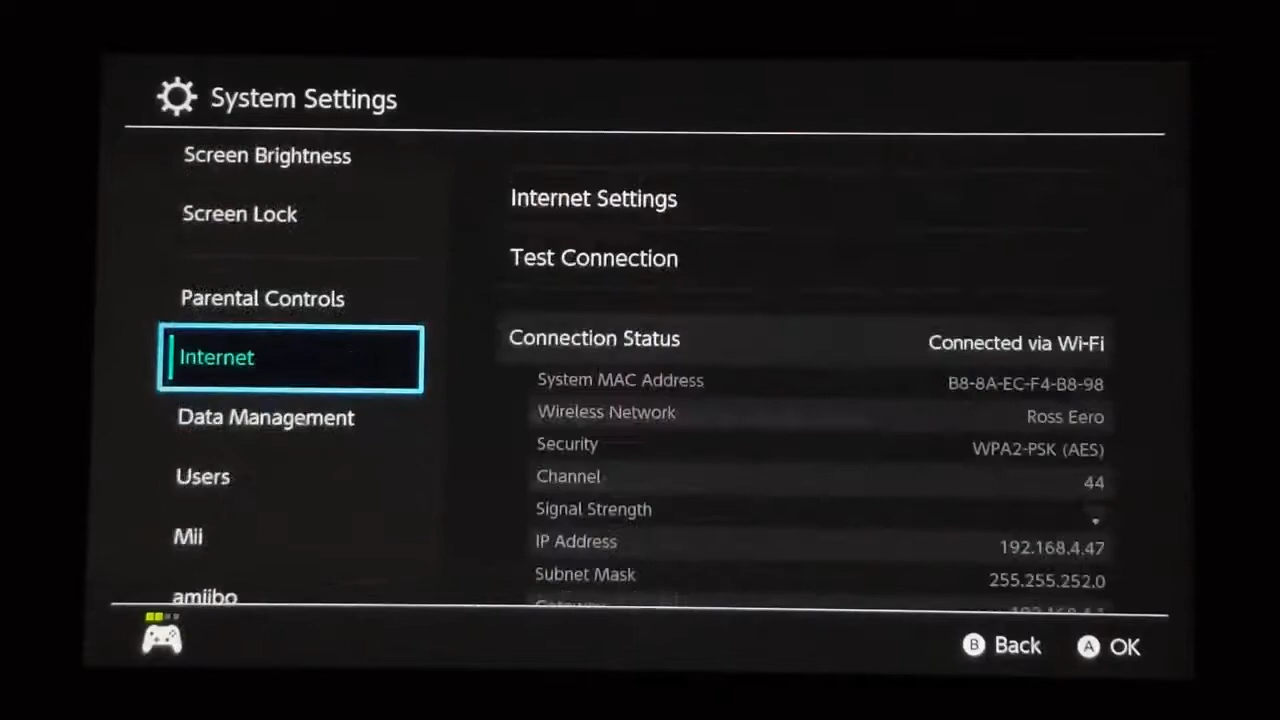 System Settings
Screen Brightness
Screen Lock
Parental Controls
Internet
Data Management
Users
Mii
amiibo
Internet Settings
Test Connection
Connection Status Connected via Wi-Fi
System MAC Address B8-8A-EC-F4-B8-98
Wireless Network Ross Eero
Security WPA2-PSK (AES)
Channel 44
Signal Strength
IP Address 192.168.4.47
Subnet Mask 255.255.252.0
B Back A OK